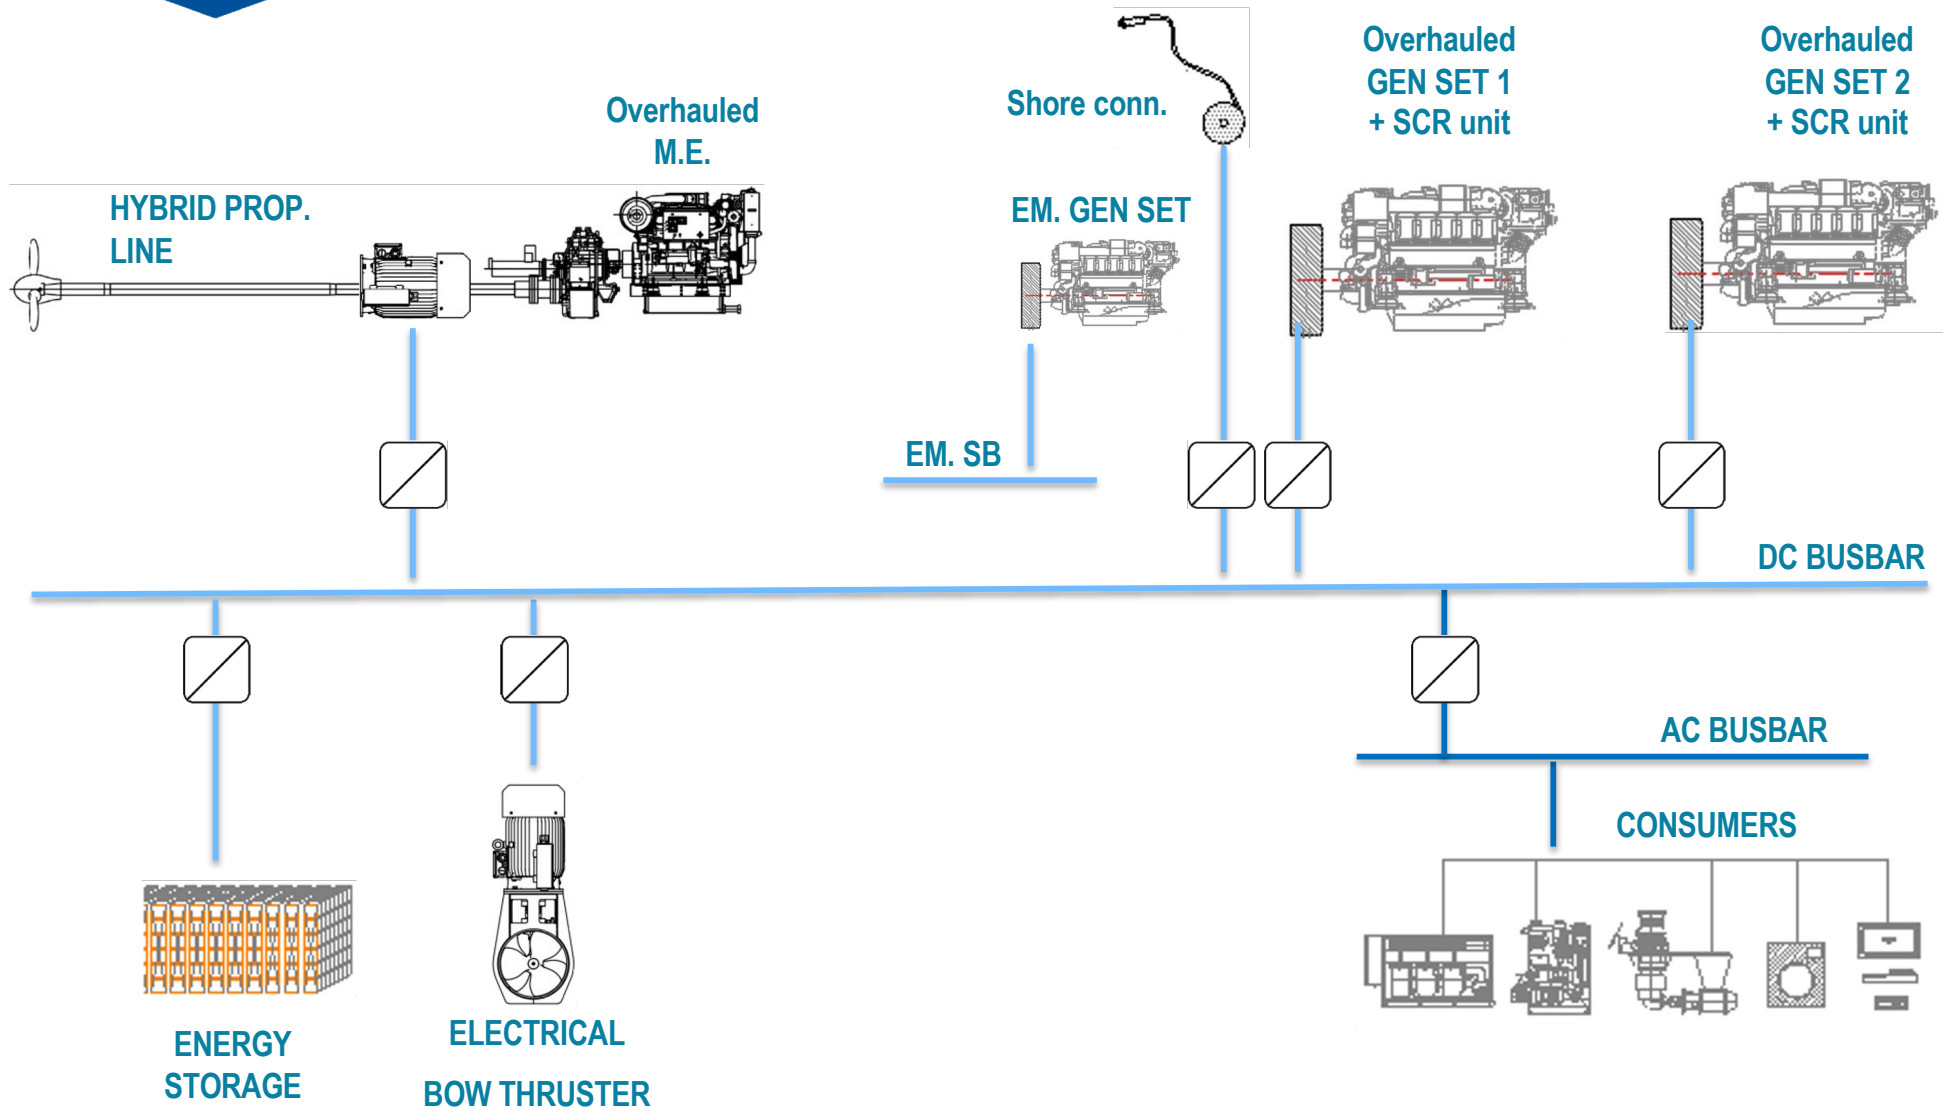 Overhauled
M.E.
HYBRID PROP.
LINE
Shore conn.
Overhauled
GEN SET 1
+ SCR unit
Overhauled
GEN SET 2
+ SCR unit
EM. GEN SET
EM. SB
DC BUSBAR
AC BUSBAR
CONSUMERS
ENERGY
STORAGE
ELECTRICAL
BOW THRUSTER